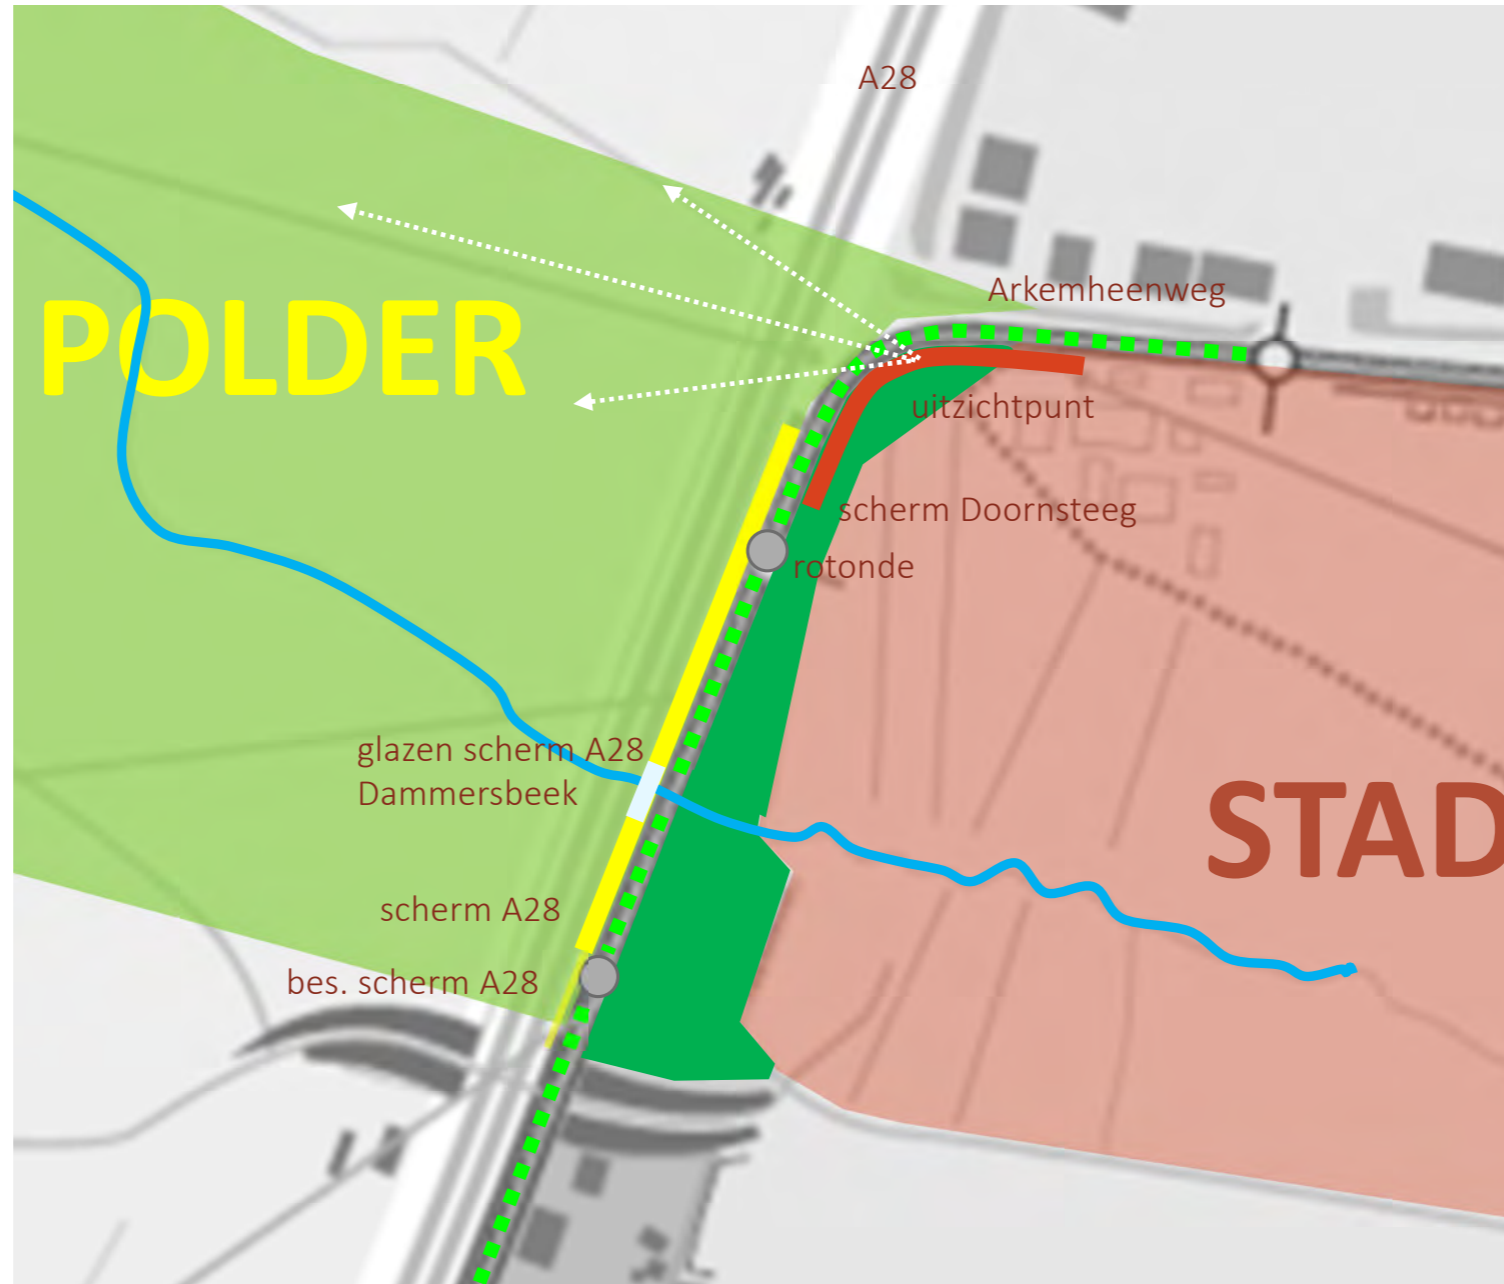 A28
Arkemheenweg
POLDER
uitzichtpunt
scherm Doornsteeg
rotonde
glazen scherm A28
Dammersbeek
STAD
scherm A28
bes. scherm A28